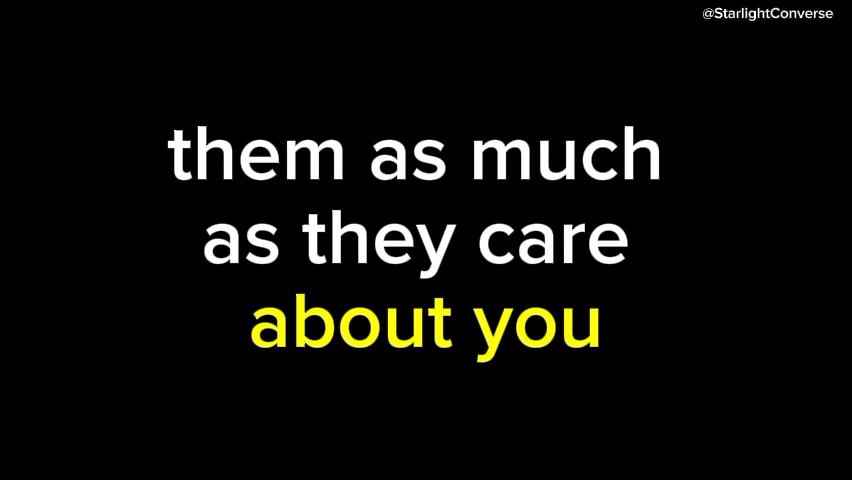 @StarlightConverse
them as much
as they care
about you